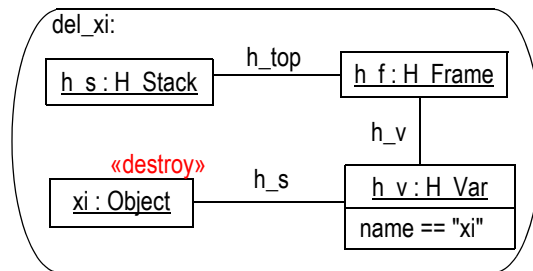 del_xi:
h_s : H_Stack
h_top
h_f : H_Frame
h_v
«destroy»
xi : Object
h_s
h_v : H_Var
name == "xi"